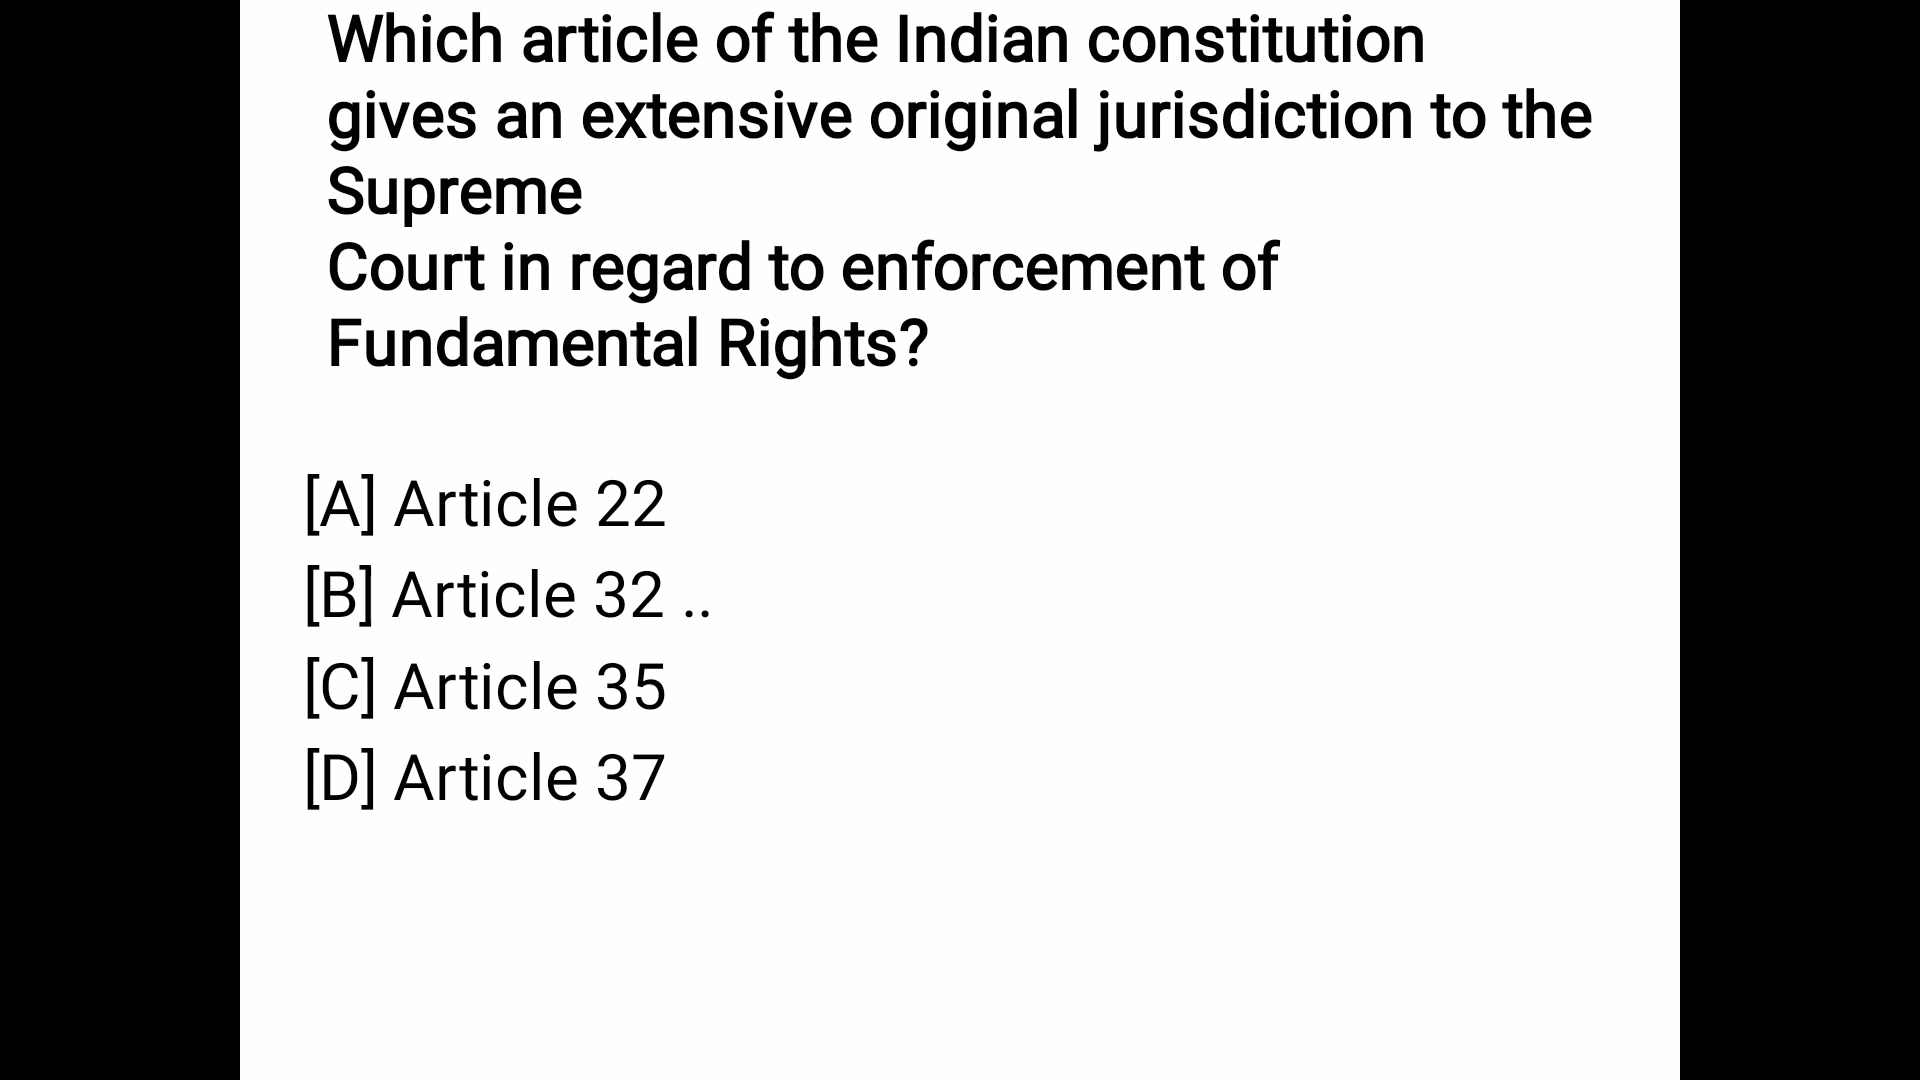 Which article of the Indian constitution
gives an extensive original jurisdiction to the
Supreme
Court in regard to enforcement of
Fundamental Rights?
[A] Article 22
[B] Article 32 ..
[C] Article 35
[D] Article 37